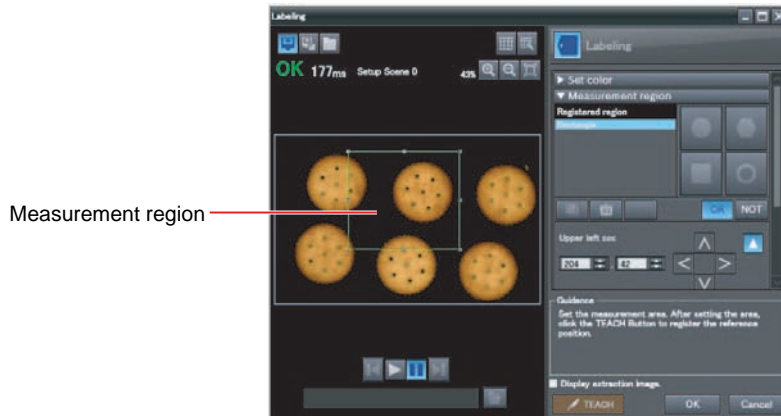 Labeling
Labeling
OK 177ms Setup Scene 0 43%
Set color
Measurement region
Registered region
Rectangle
Measurement region
OR NOT
Upper left pos
204 , 42
Guidance
Set the measurement area. After setting the area,
click the TEACH Button to register the reference
position.
Display extraction image.
TEACH OK Cancel